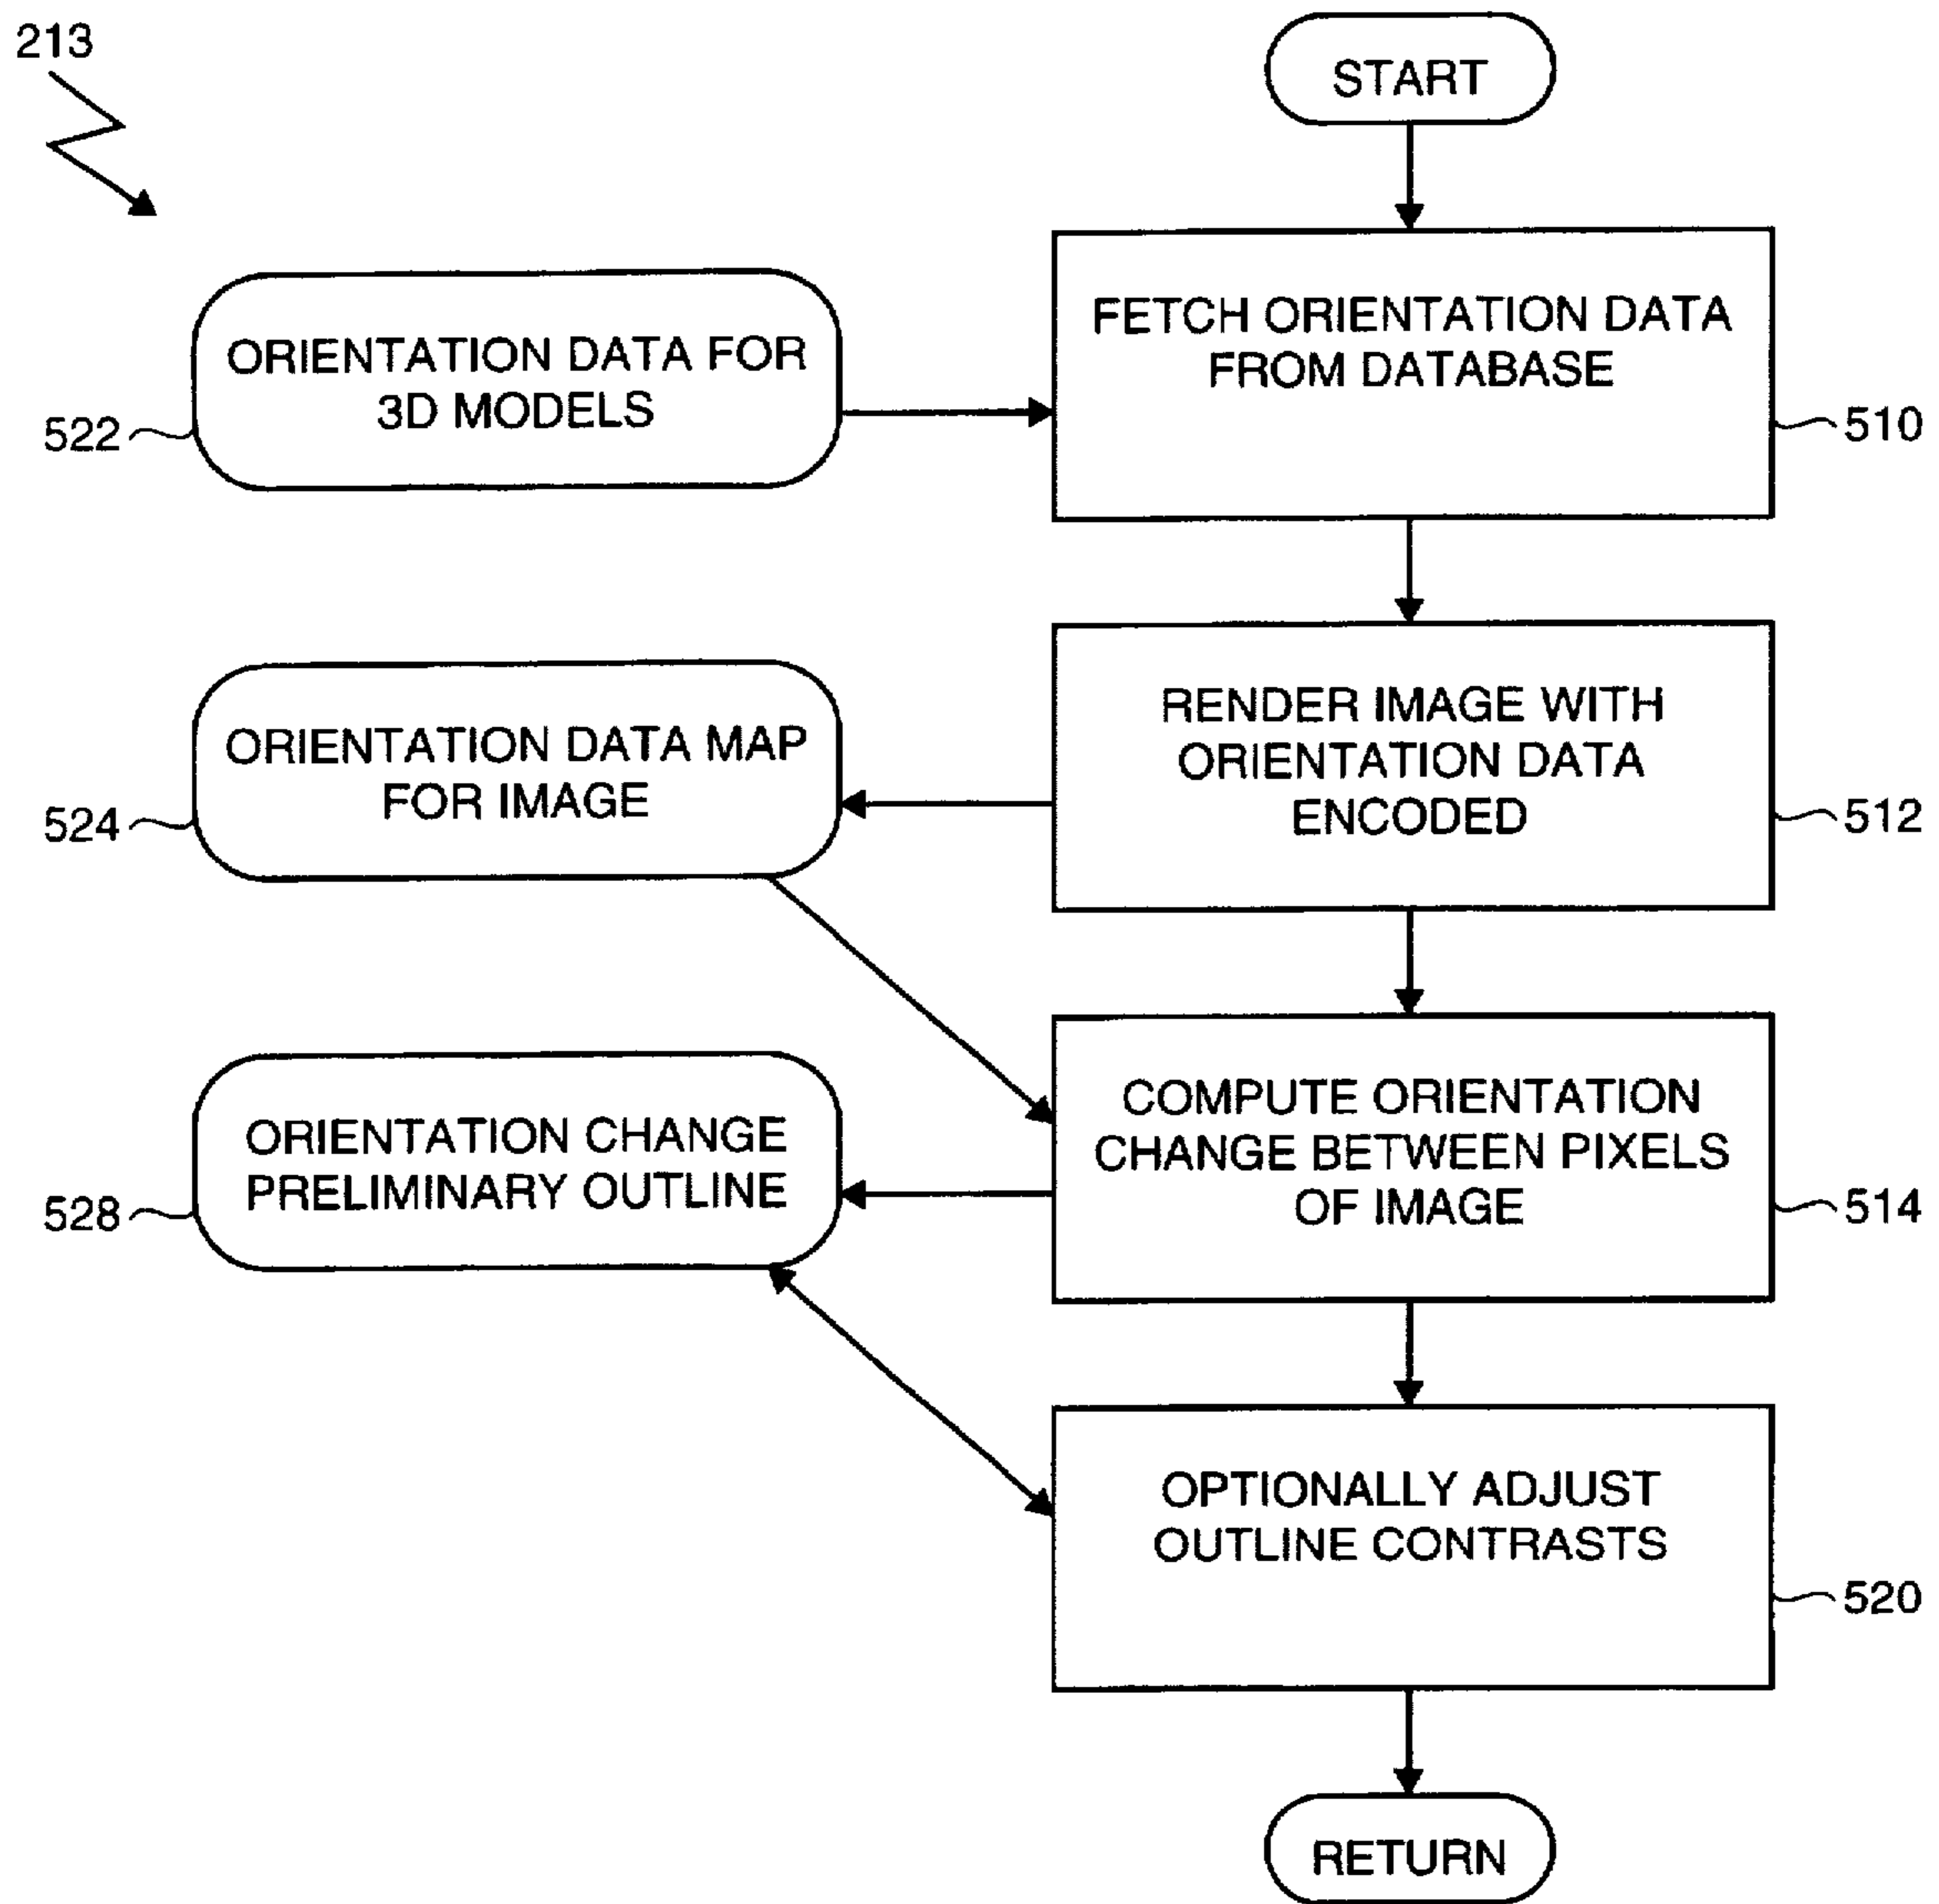 213
START
ORIENTATION DATA FOR
3D MODELS
522
FETCH ORIENTATION DATA
FROM DATABASE
510
ORIENTATION DATA MAP
FOR IMAGE
524
RENDER IMAGE WITH
ORIENTATION DATA
ENCODED
512
ORIENTATION CHANGE
PRELIMINARY OUTLINE
528
COMPUTE ORIENTATION
CHANGE BETWEEN PIXELS
OF IMAGE
514
OPTIONALLY ADJUST
OUTLINE CONTRASTS
520
RETURN